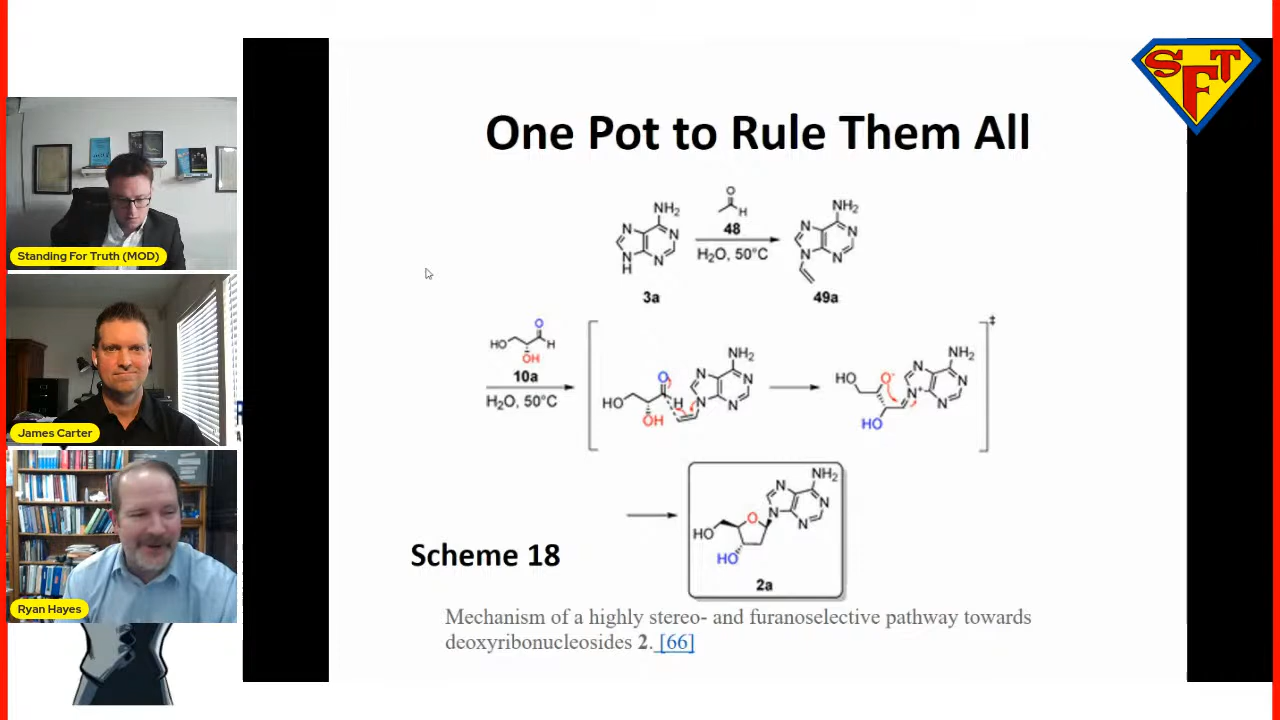 SFT
One Pot to Rule Them All
NH₂
N
N
N
N
H
3a
O
H
48
H₂O, 50°C
NH₂
N
N
N
N
49a
O
HO
H
OH
10a
H₂O, 50°C
HO
O
H
OH
NH₂
N
N
N
N
HO
O⁻
HO
NH₂
N
N⁺
N
N
‡
HO
O
HO
NH₂
N
N
N
N
2a
Scheme 18
Mechanism of a highly stereo- and furanoselective pathway towards
deoxyribonucleosides 2. [66]
Standing For Truth (MOD)
James Carter
Ryan Hayes